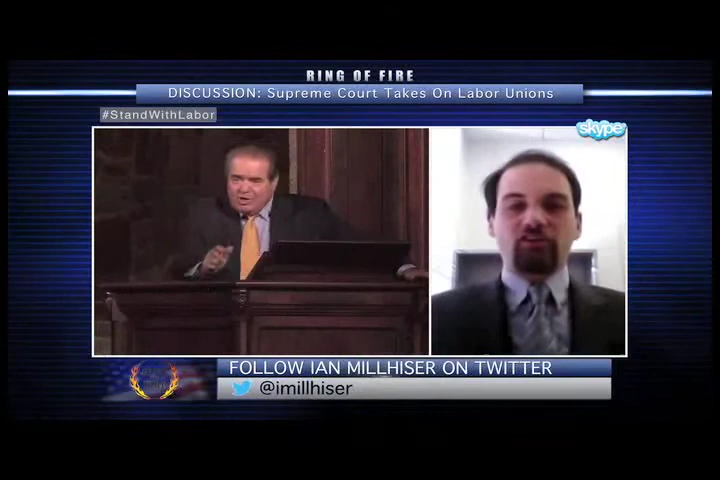 RING OF FIRE
DISCUSSION: Supreme Court Takes On Labor Unions
#StandWithLabor
skype
FOLLOW IAN MILLHISER ON TWITTER
@imillhiser